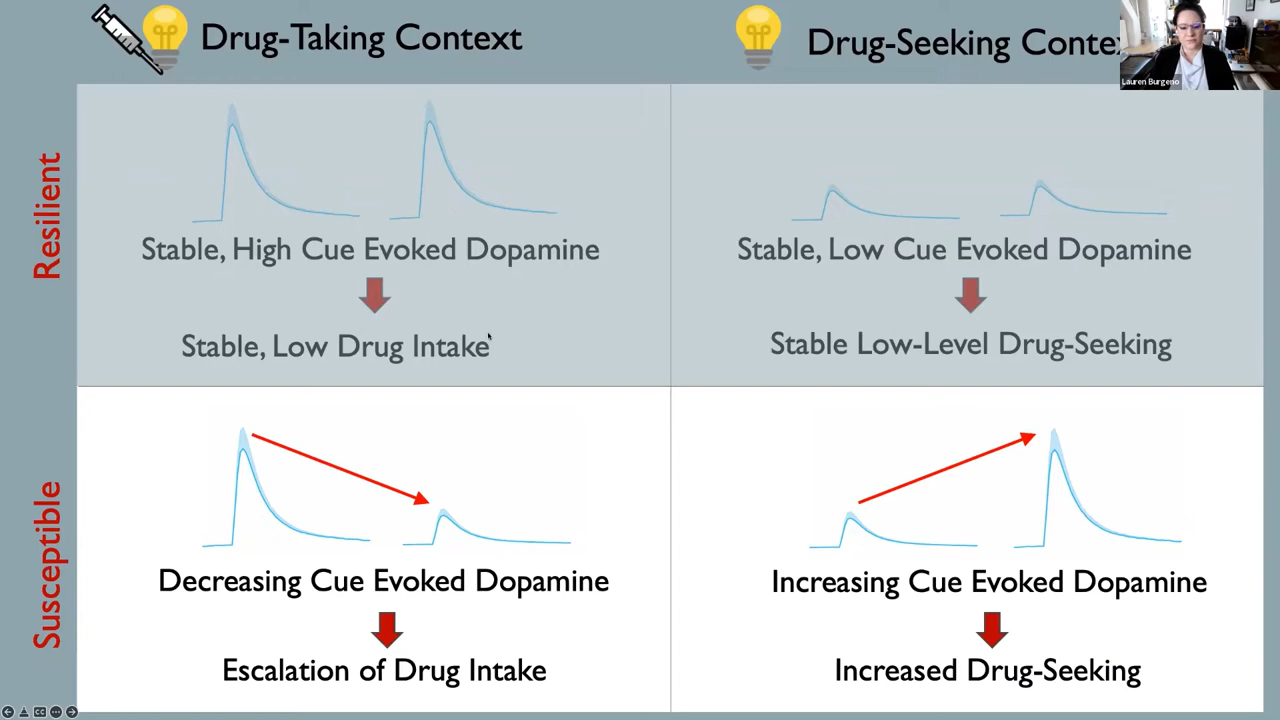 Drug-Taking Context
Drug-Seeking
Lauren Burgeno
Resilient
Stable, High Cue Evoked Dopamine
Stable, Low Cue Evoked Dopamine
Stable, Low Drug Intake
Stable Low-Level Drug-Seeking
Susceptible
Decreasing Cue Evoked Dopamine
Increasing Cue Evoked Dopamine
Escalation of Drug Intake
Increased Drug-Seeking